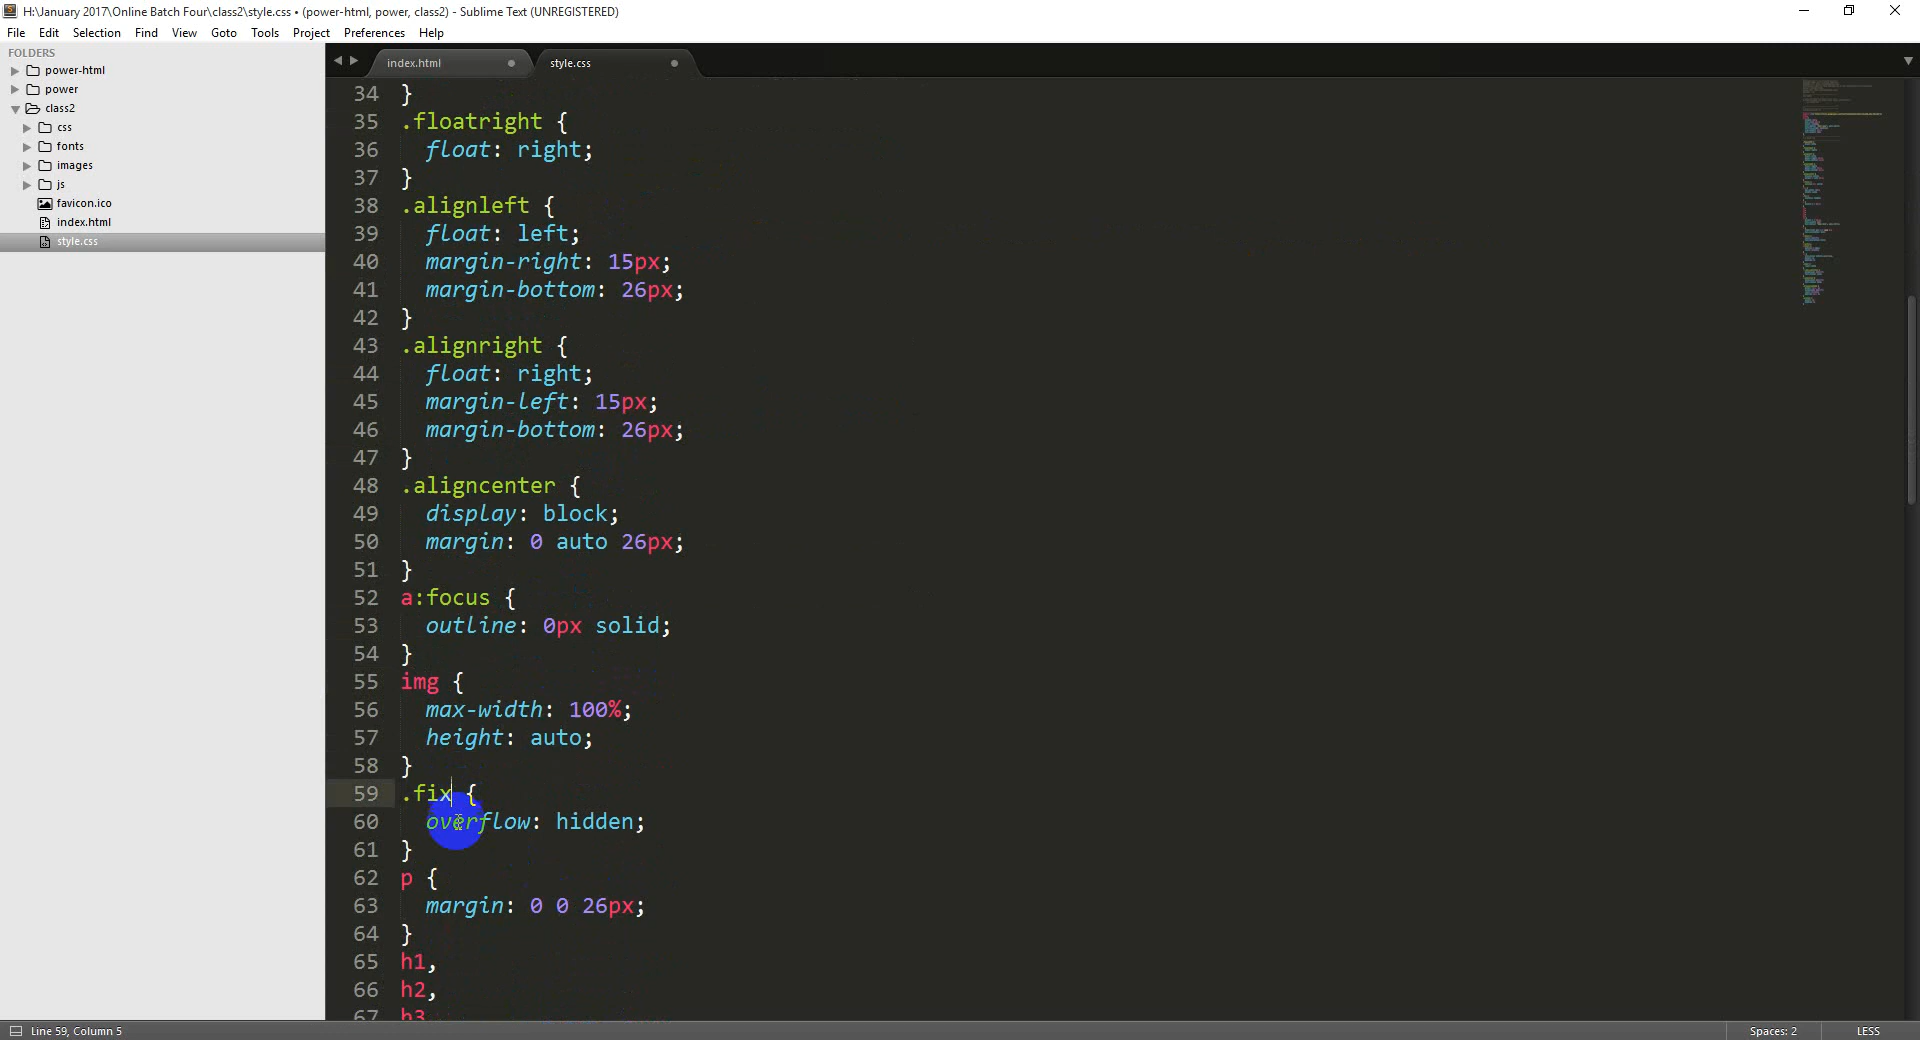 H:\January 2017\Online Batch Four\class2\style.css • (power-html, power, class2) - Sublime Text (UNREGISTERED)
File Edit Selection Find View Goto Tools Project Preferences Help
FOLDERS
power-html
power
class2
css
fonts
images
js
favicon.ico
index.html
style.css
index.html
style.css
34 }
35 .floatright {
36 float: right;
37 }
38 .alignleft {
39 float: left;
40 margin-right: 15px;
41 margin-bottom: 26px;
42 }
43 .alignright {
44 float: right;
45 margin-left: 15px;
46 margin-bottom: 26px;
47 }
48 .aligncenter {
49 display: block;
50 margin: 0 auto 26px;
51 }
52 a:focus {
53 outline: 0px solid;
54 }
55 img {
56 max-width: 100%;
57 height: auto;
58 }
59 .fix {
60 overflow: hidden;
61 }
62 p {
63 margin: 0 0 26px;
64 }
65 h1,
66 h2,
67 h3
Line 59, Column 5
Spaces: 2
LESS